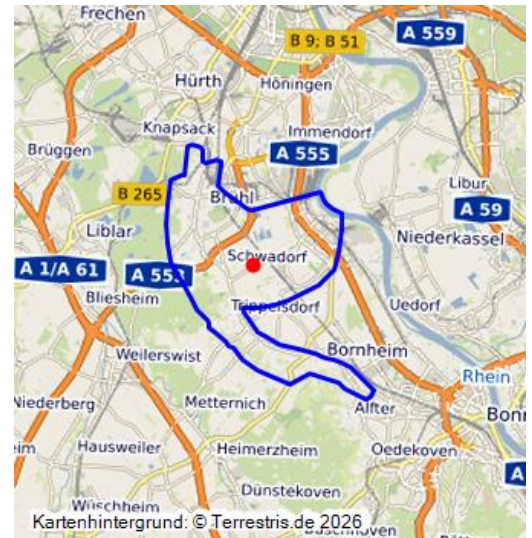 Frechen
A 559
B 9; B 51
Hürth
Höningen
Knapsack
Immendorf
Brüggen
A 555
Libur
B 265
Brühl
A 59
Liblar
Niederkassel
Schwadorf
A 1/A 61
A 553
Bliesheim
Trippelsdorf
Uedorf
Weilerswist
Bornheim
Rhein
Niederberg
Metternich
Alfter
Bonn
Hausweiler
Heimerzheim
Oedekoven
A
Dünstekoven
Wüschheim
Buschhoven
Kartenhintergrund: © Terrestris.de 2026